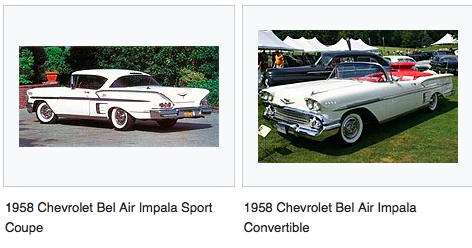 1958 Chevrolet Bel Air Impala Sport
Coupe
1958 Chevrolet Bel Air Impala
Convertible